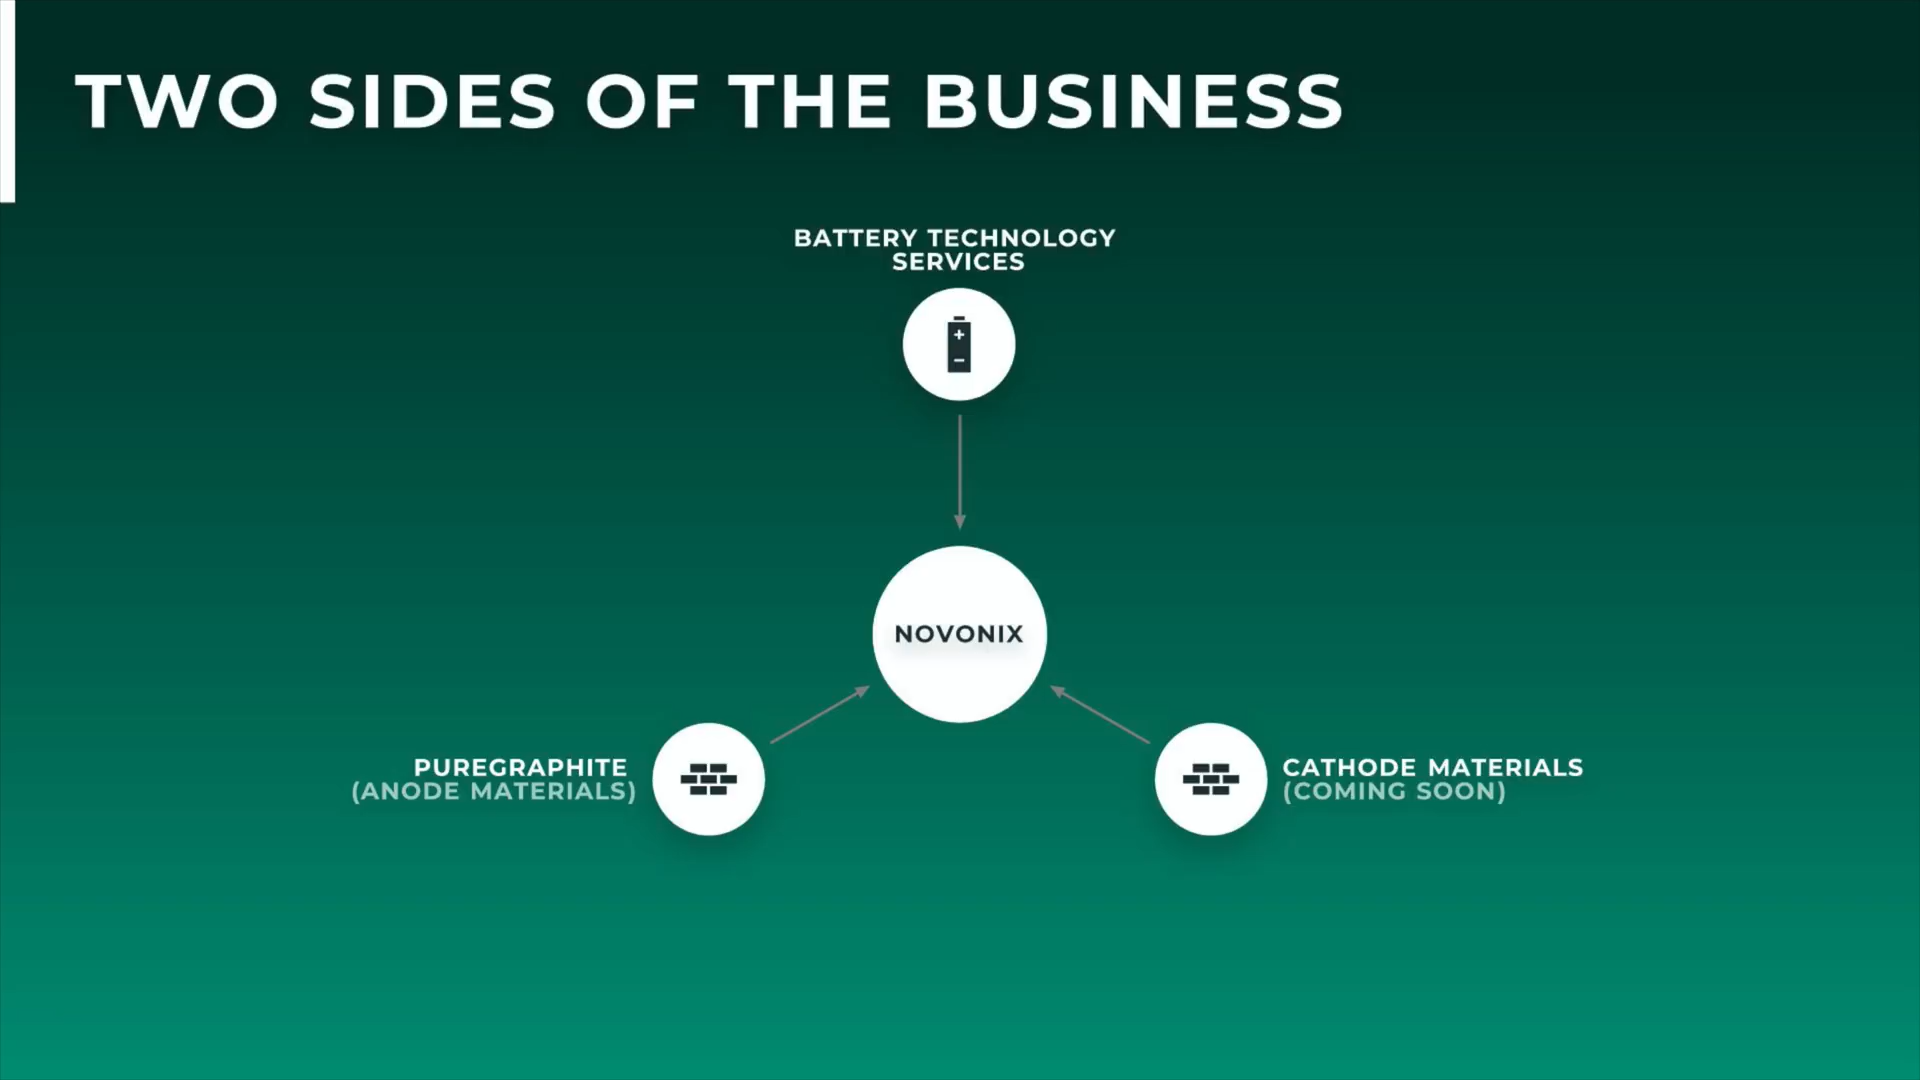 TWO SIDES OF THE BUSINESS
BATTERY TECHNOLOGY
SERVICES
NOVONIX
PUREGRAPHITE
(ANODE MATERIALS)
CATHODE MATERIALS
(COMING SOON)